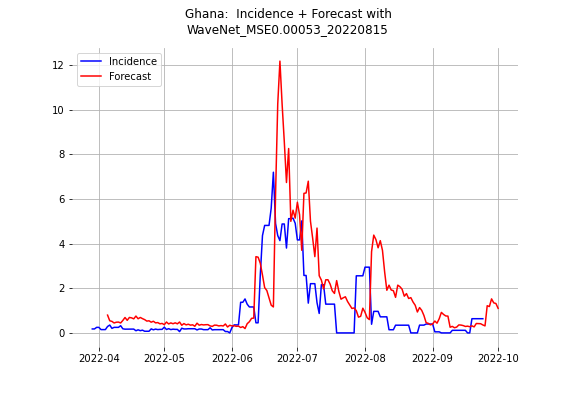 Ghana:  Incidence + Forecast with
WaveNet_MSE0.00053_20220815
Incidence
Forecast
12
10
8
6
4
2
0
2022-04 2022-05 2022-06 2022-07 2022-08 2022-09 2022-10